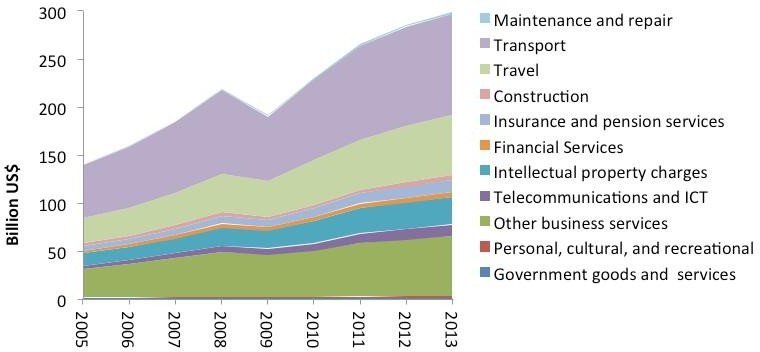 300
250
200
150
100
50
0
Billion US$
2005
2006
2007
2008
2009
2010
2011
2012
2013
Maintenance and repair
Transport
Travel
Construction
Insurance and pension services
Financial Services
Intellectual property charges
Telecommunications and ICT
Other business services
Personal, cultural, and recreational
Government goods and services